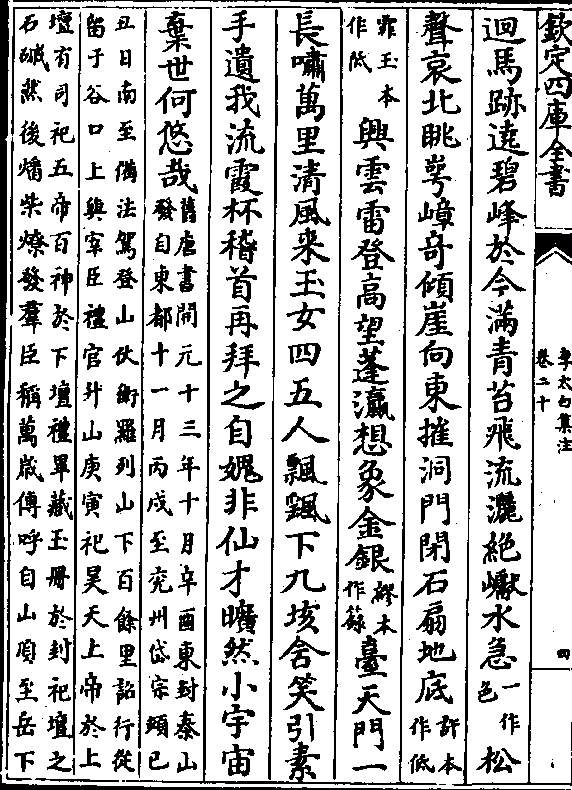 欽定四庫全書
李太白集注
卷二十
四
迴馬跡遶碧峰於今滿青苔飛流灑絶巘水急一作色松
聲哀北眺崿嶂奇傾崖向東摧洞門閉石扇地底許本作低
霏玉本作低興雲雷登高望蓬瀛想象金銀繆本作籙臺天門一
長嘯萬里清風来玉女四五人飄颻下九垓含笑引素
手遺我流霞杯稽首再拜之自媿非仙才曠然小宇宙
棄世何悠哉舊唐書開元十三年十月辛酉東封泰山
發自東都十一月丙戌至兖州岱宗頓己
丑日南至備法駕登山仗衛羅列山下百餘里詔行從
留于谷口上與宰臣禮官升山庚寅祀昊天上帝於上
壇有司祀五帝百神於下壇禮畢藏玉冊於封祀壇之
石䃭然後燔柴燎發羣臣稱萬嵗傳呼自山頂至岳下